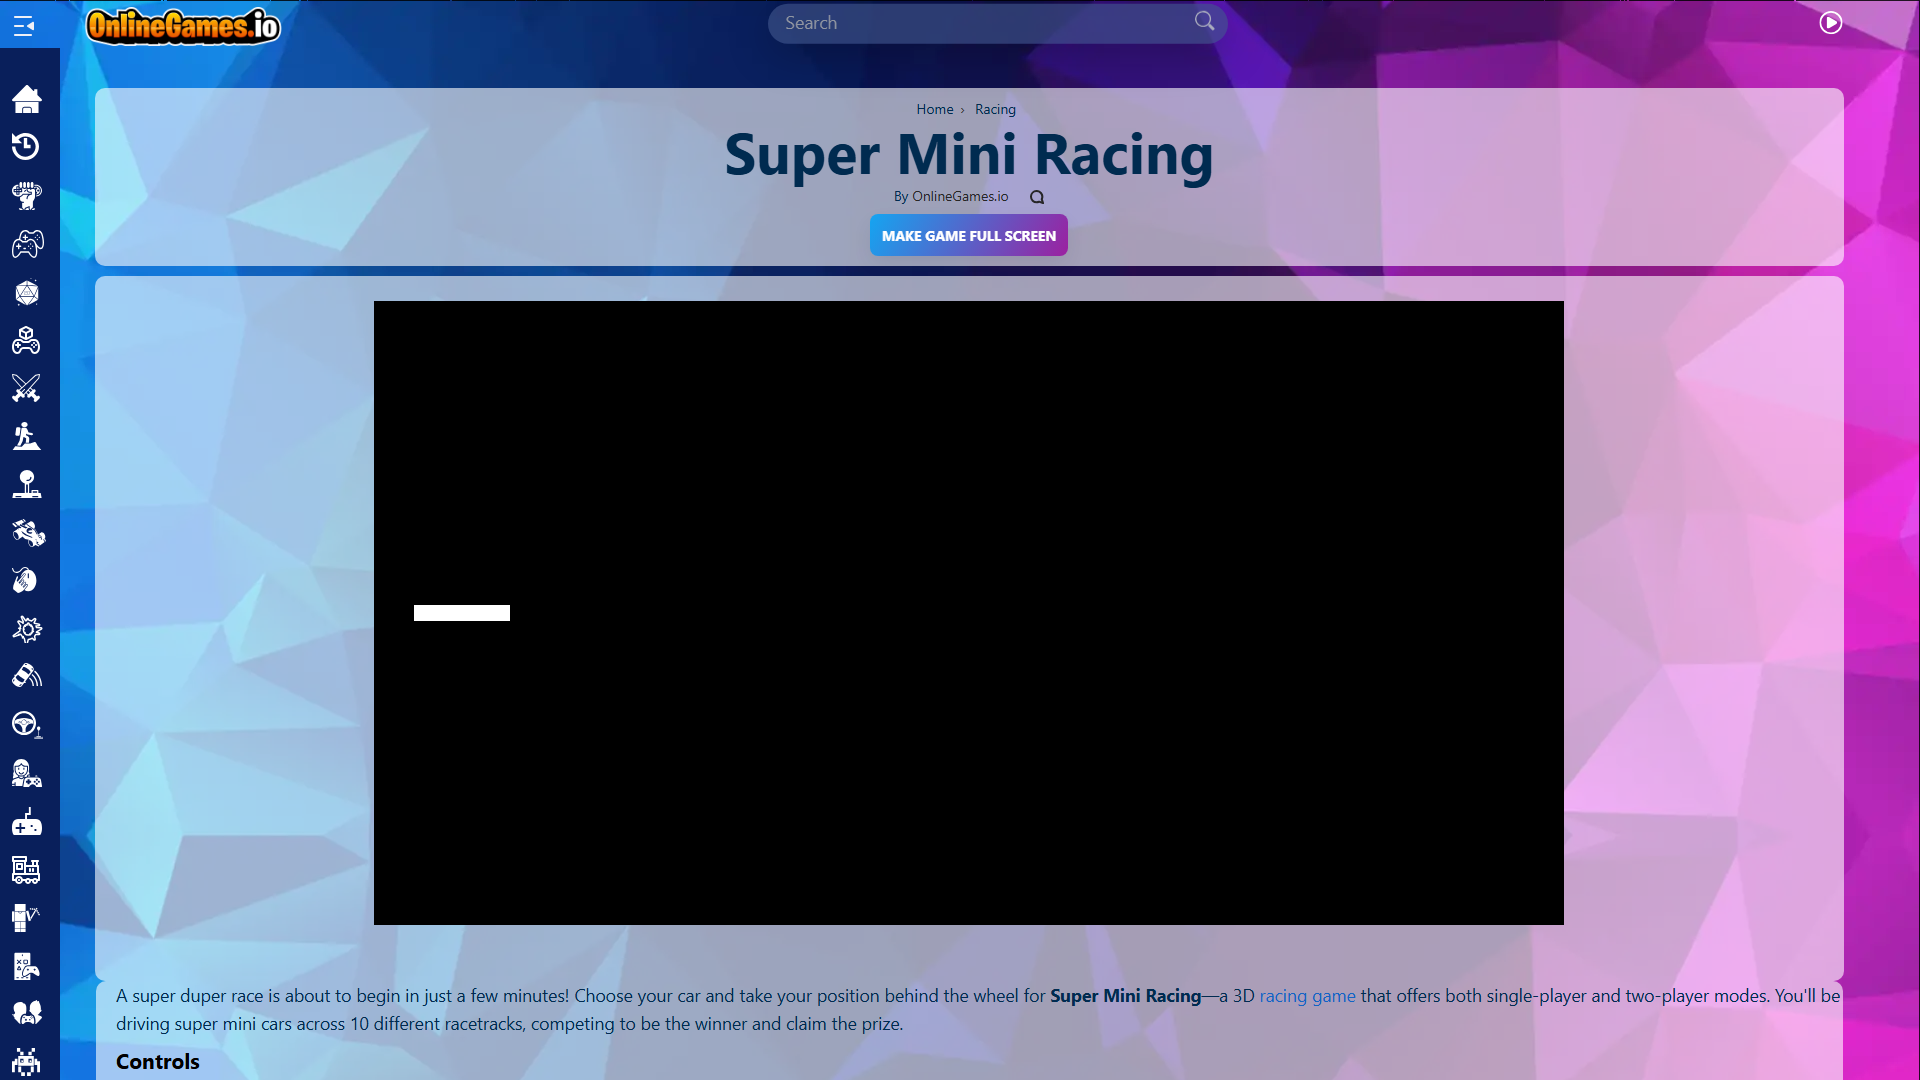 OnlineGames.io
Search
Home › Racing
Super Mini Racing
By OnlineGames.io
MAKE GAME FULL SCREEN
A super duper race is about to begin in just a few minutes! Choose your car and take your position behind the wheel for Super Mini Racing—a 3D racing game that offers both single-player and two-player modes. You'll be
driving super mini cars across 10 different racetracks, competing to be the winner and claim the prize.
Controls